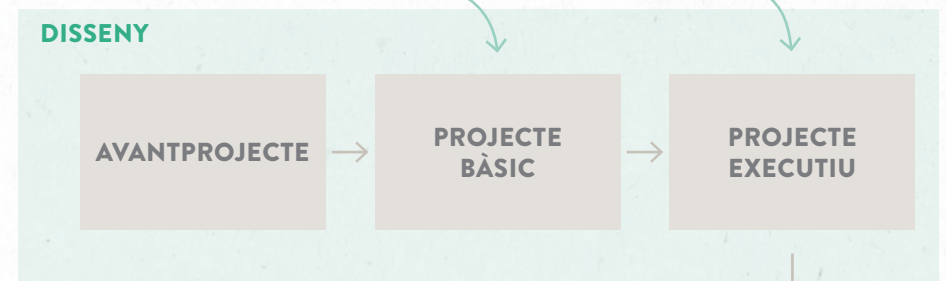 DISSENY
AVANTPROJECTE
PROJECTE
BÀSIC
PROJECTE
EXECUTIU